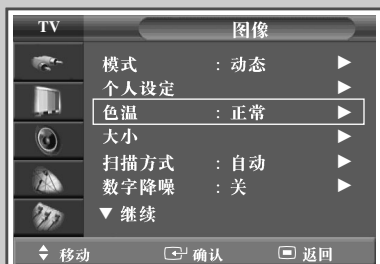 TV 图像
模式 : 动态 ▶
个人设定 ▶
色温 : 正常 ▶
大小 ▶
扫描方式 : 自动 ▶
数字降噪 : 关 ▶
▼ 继续
移动 确认 返回